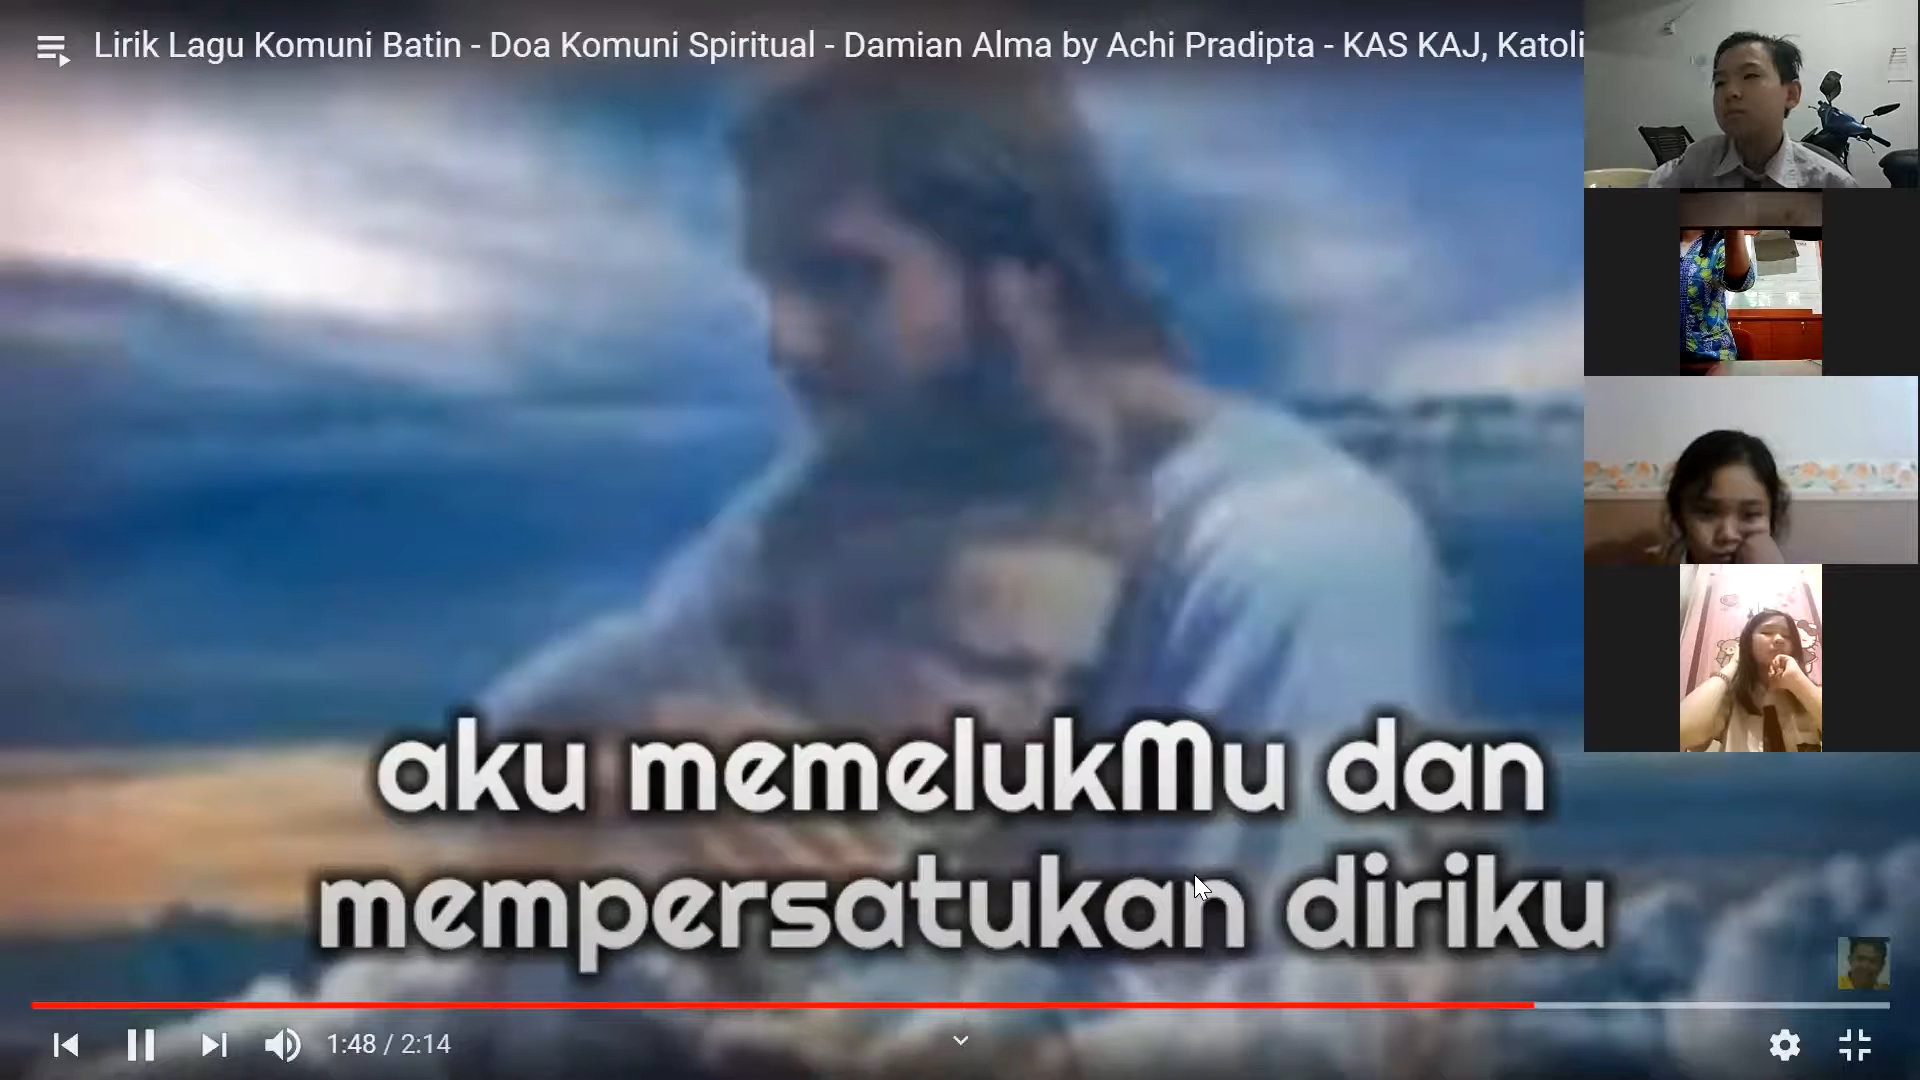 Lirik Lagu Komuni Batin - Doa Komuni Spiritual - Damian Alma by Achi Pradipta - KAS KAJ, Katoli
aku memelukMu dan
mempersatukan diriku
1:48 / 2:14